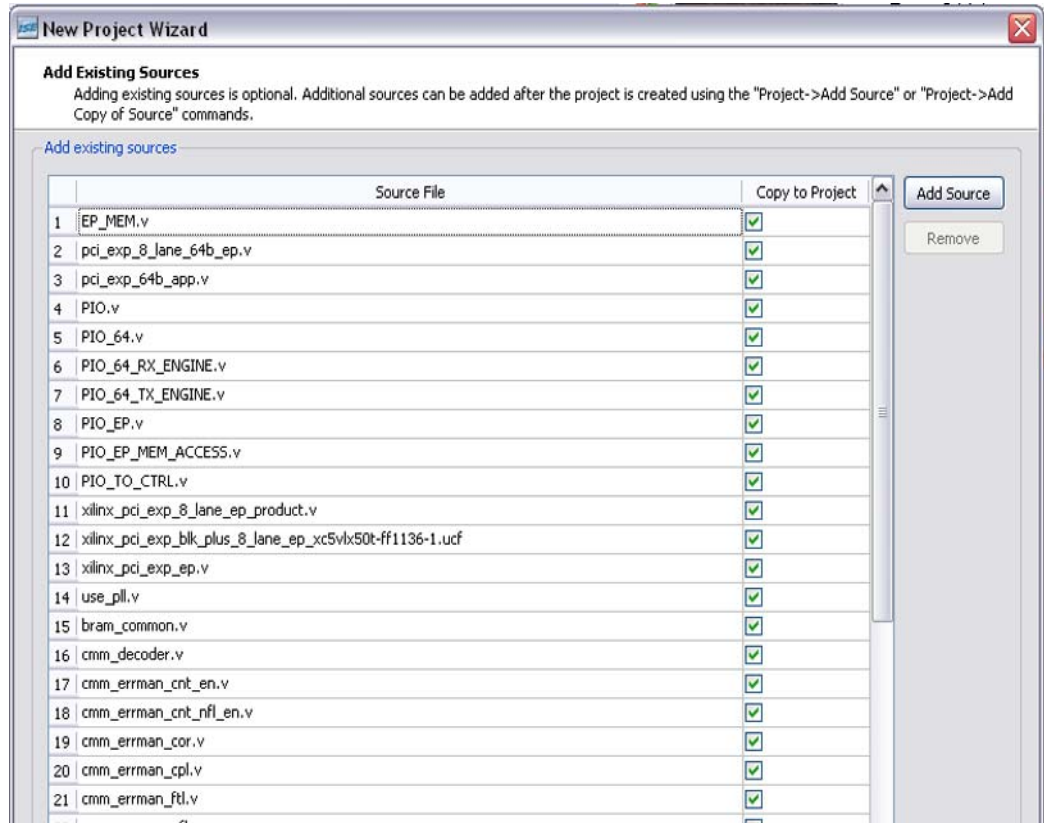 ISE New Project Wizard
Add Existing Sources
Adding existing sources is optional. Additional sources can be added after the project is created using the "Project->Add Source" or "Project->Add
Copy of Source" commands.
Add existing sources
Source File Copy to Project Add Source
1 EP_MEM.v
Remove
2 pci_exp_8_lane_64b_ep.v
3 pci_exp_64b_app.v
4 PIO.v
5 PIO_64.v
6 PIO_64_RX_ENGINE.v
7 PIO_64_TX_ENGINE.v
8 PIO_EP.v
9 PIO_EP_MEM_ACCESS.v
10 PIO_TO_CTRL.v
11 xilinx_pci_exp_8_lane_ep_product.v
12 xilinx_pci_exp_blk_plus_8_lane_ep_xc5vlx50t-ff1136-1.ucf
13 xilinx_pci_exp_ep.v
14 use_pll.v
15 bram_common.v
16 cmm_decoder.v
17 cmm_errman_cnt_en.v
18 cmm_errman_cnt_nfl_en.v
19 cmm_errman_cor.v
20 cmm_errman_cpl.v
21 cmm_errman_ftl.v